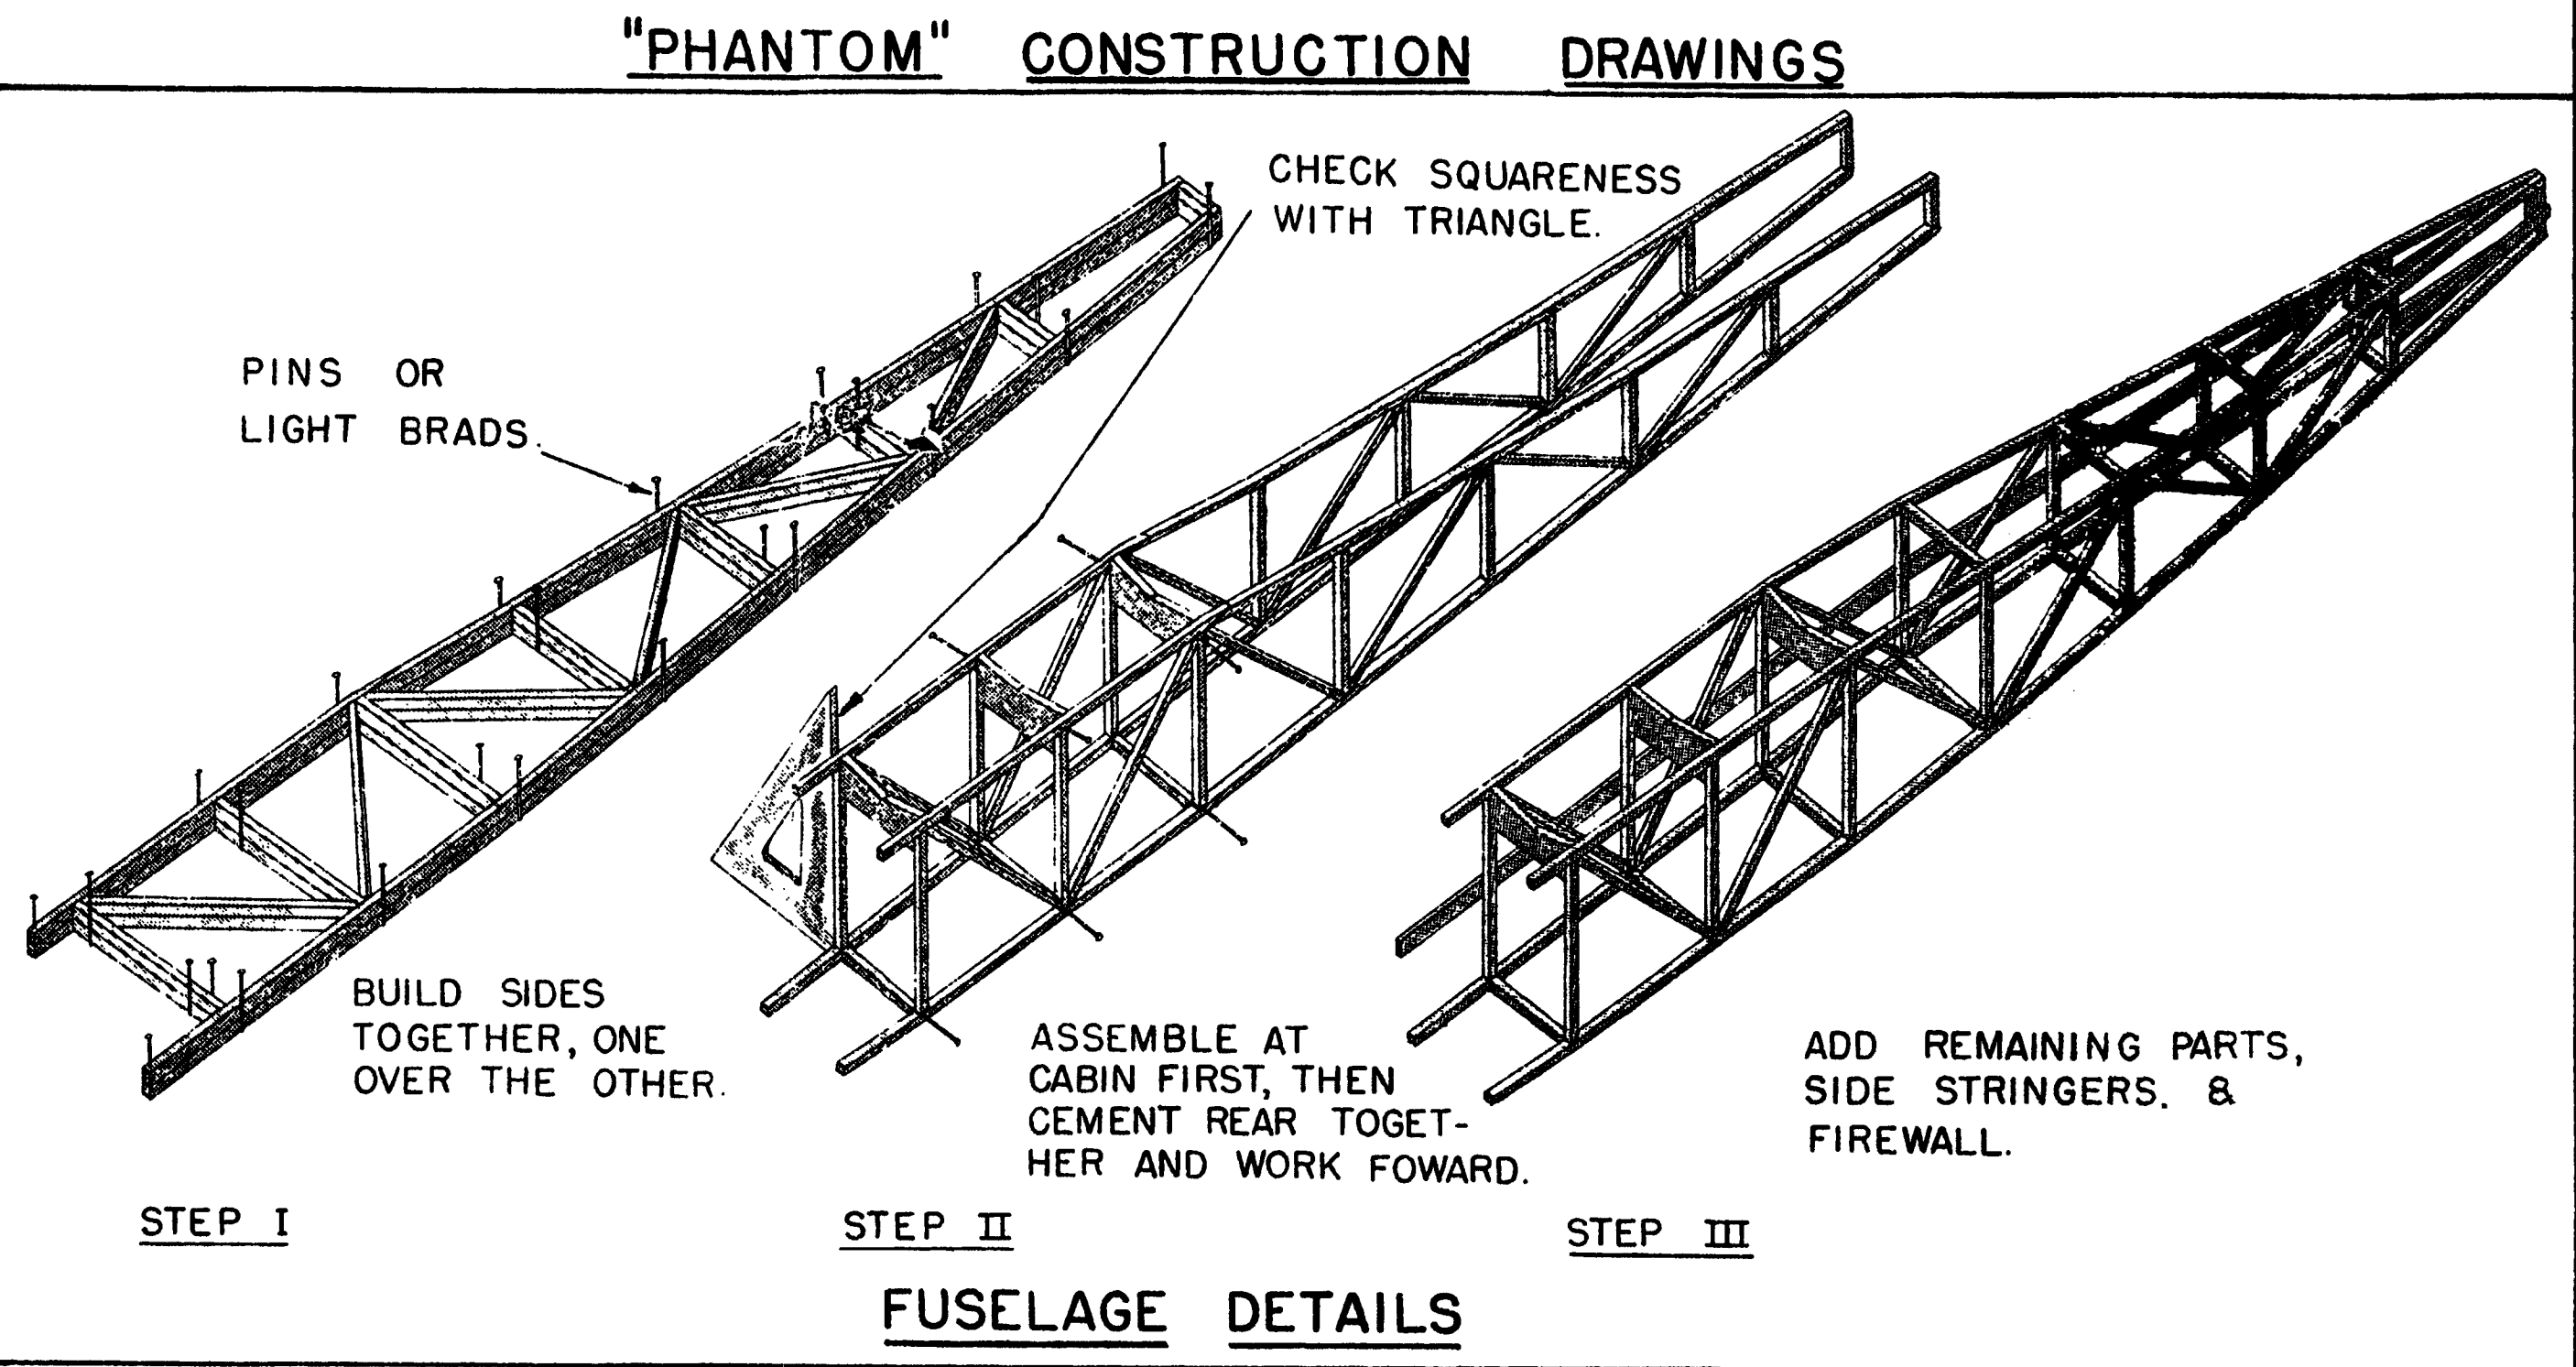 "PHANTOM" CONSTRUCTION DRAWINGS
CHECK SQUARENESS
WITH TRIANGLE.
PINS OR
LIGHT BRADS.
BUILD SIDES
TOGETHER, ONE
OVER THE OTHER.
STEP I
ASSEMBLE AT
CABIN FIRST, THEN
CEMENT REAR TOGET-
HER AND WORK FOWARD.
STEP II
ADD REMAINING PARTS,
SIDE STRINGERS. &
FIREWALL.
STEP III
FUSELAGE DETAILS